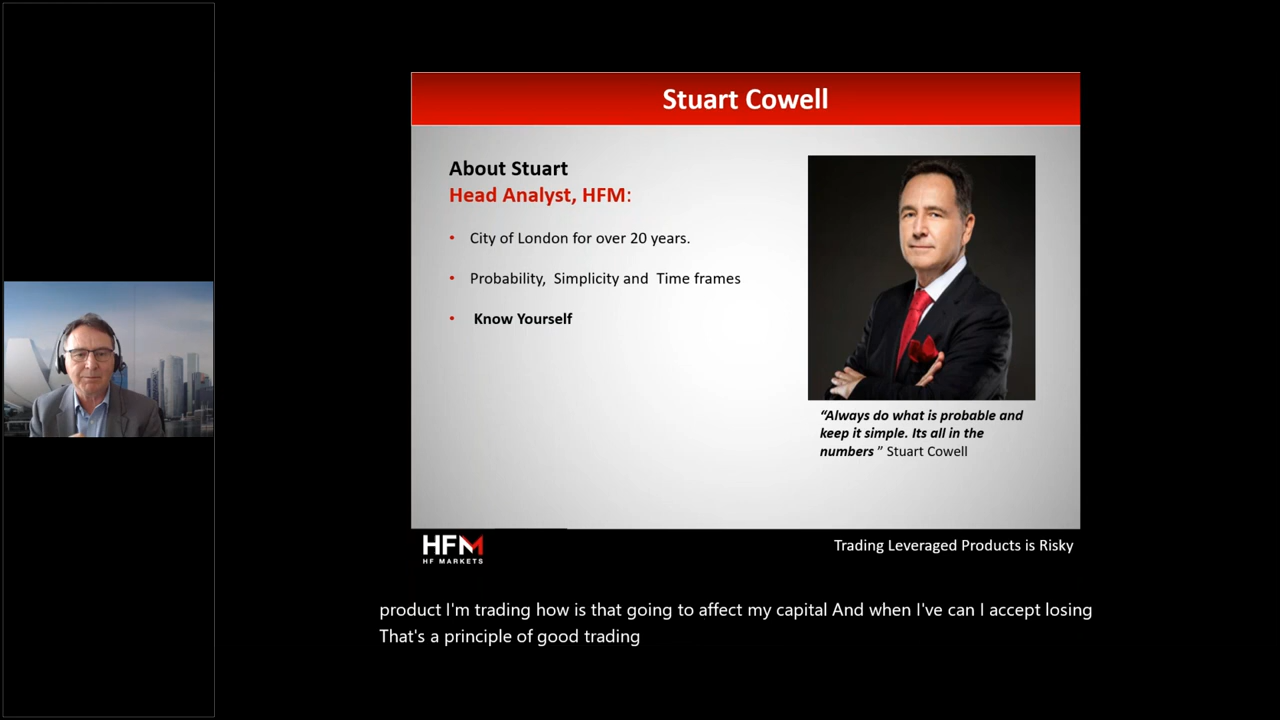 Stuart Cowell
About Stuart
Head Analyst, HFM:
• City of London for over 20 years.
• Probability, Simplicity and Time frames
• Know Yourself
“Always do what is probable and
keep it simple. Its all in the
numbers ” Stuart Cowell
HFM
HF MARKETS
Trading Leveraged Products is Risky
product I'm trading how is that going to affect my capital And when I've can I accept losing
That's a principle of good trading